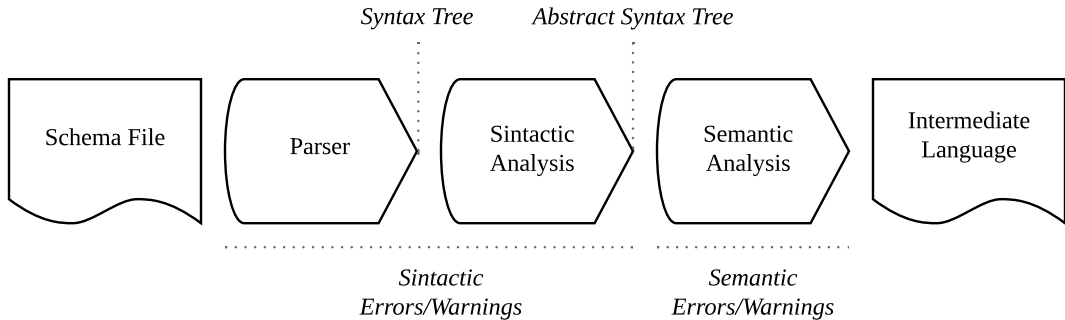 Syntax Tree
Abstract Syntax Tree
Schema File
Parser
Sintactic
Analysis
Semantic
Analysis
Intermediate
Language
Sintactic
Errors/Warnings
Semantic
Errors/Warnings